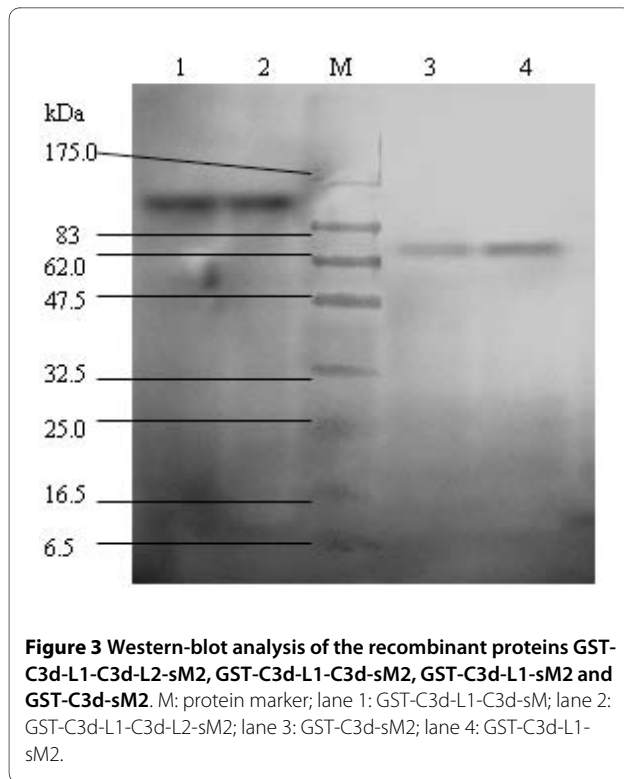 1 2 M 3 4
kDa
175.0
83
62.0
47.5
32.5
25.0
16.5
6.5
Figure 3 Western-blot analysis of the recombinant proteins GST-
C3d-L1-C3d-L2-sM2, GST-C3d-L1-C3d-sM2, GST-C3d-L1-sM2 and
GST-C3d-sM2. M: protein marker; lane 1: GST-C3d-L1-C3d-sM; lane 2:
GST-C3d-L1-C3d-L2-sM2; lane 3: GST-C3d-sM2; lane 4: GST-C3d-L1-
sM2.